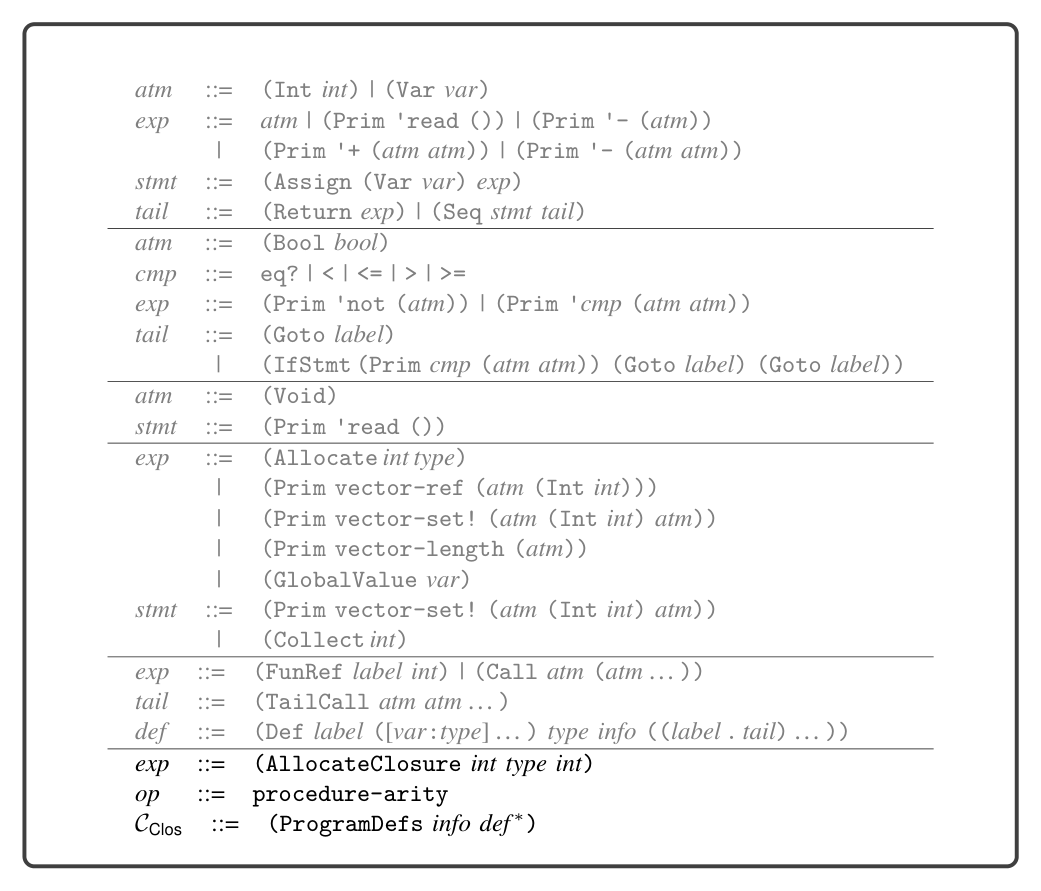 atm ::= (Int int) | (Var var)
exp ::= atm | (Prim 'read ()) | (Prim '- (atm))
| (Prim '+ (atm atm)) | (Prim '- (atm atm))
stmt ::= (Assign (Var var) exp)
tail ::= (Return exp) | (Seq stmt tail)
atm ::= (Bool bool)
cmp ::= eq? | < | <= | > | >=
exp ::= (Prim 'not (atm)) | (Prim 'cmp (atm atm))
tail ::= (Goto label)
| (IfStmt (Prim cmp (atm atm)) (Goto label) (Goto label))
atm ::= (Void)
stmt ::= (Prim 'read ())
exp ::= (Allocate int type)
| (Prim vector-ref (atm (Int int)))
| (Prim vector-set! (atm (Int int) atm))
| (Prim vector-length (atm))
| (GlobalValue var)
stmt ::= (Prim vector-set! (atm (Int int) atm))
| (Collect int)
exp ::= (FunRef label int) | (Call atm (atm ... ))
tail ::= (TailCall atm atm ... )
def ::= (Def label ([var:type] ... ) type info ((label . tail) ... ))
exp ::= (AllocateClosure int type int)
op ::= procedure-arity
𝒞Clos ::= (ProgramDefs info def*)